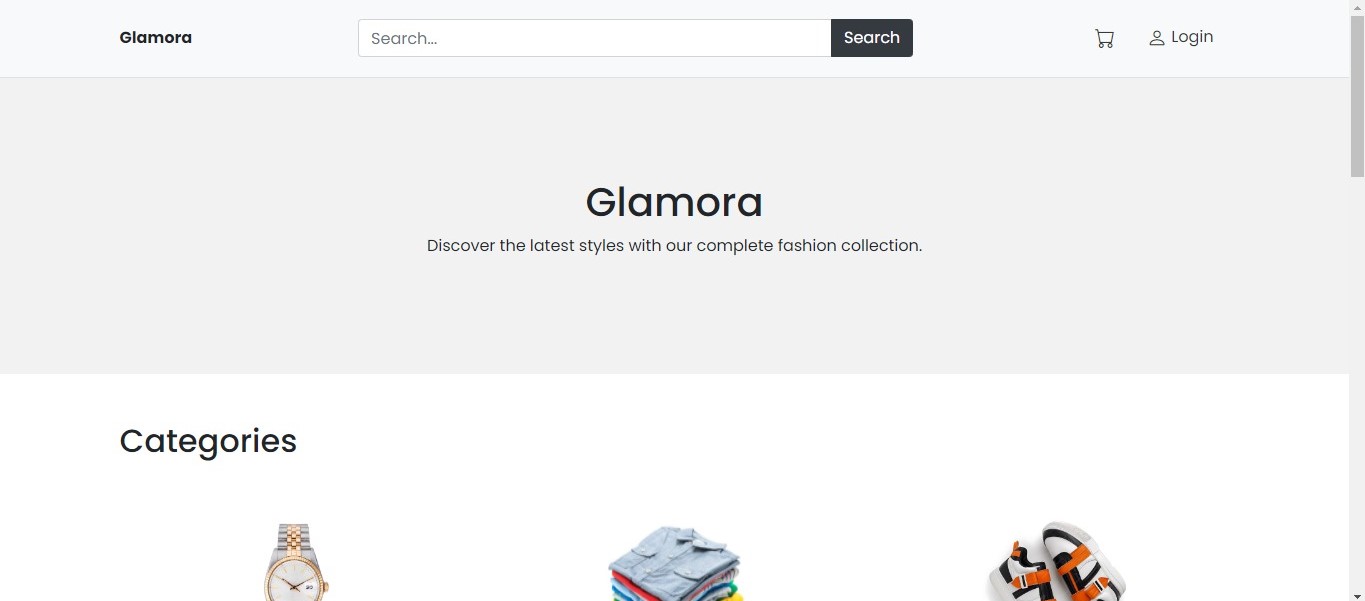 Glamora
Search...
Search
Login
Glamora
Discover the latest styles with our complete fashion collection.
Categories